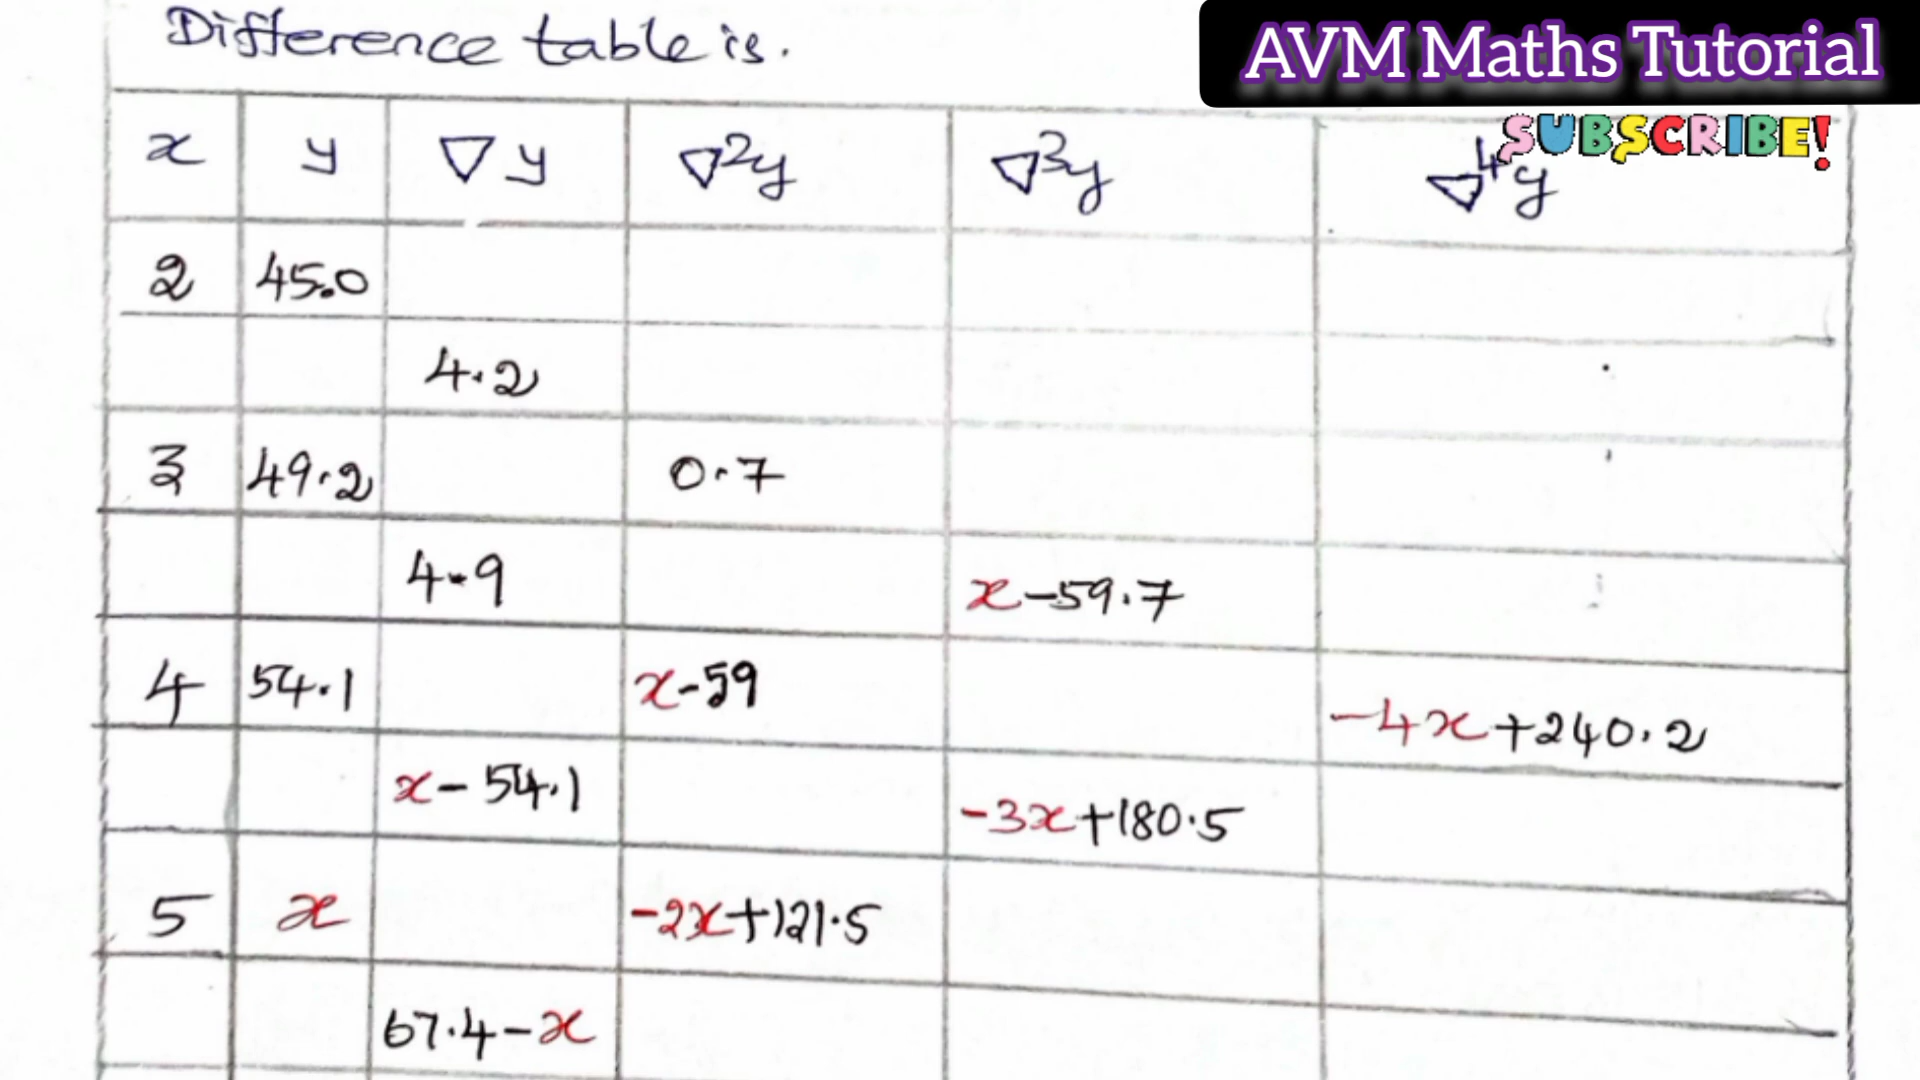 Difference table is.
AVM Maths Tutorial
SUBSCRIBE!
x y ∇y ∇²y ∇³y ∇⁴y
2 45.0
4.2
3 49.2 0.7
4.9 x-59.7
4 54.1 x-59 -4x+240.2
x-54.1 -3x+180.5
5 x -2x+121.5
67.4-x